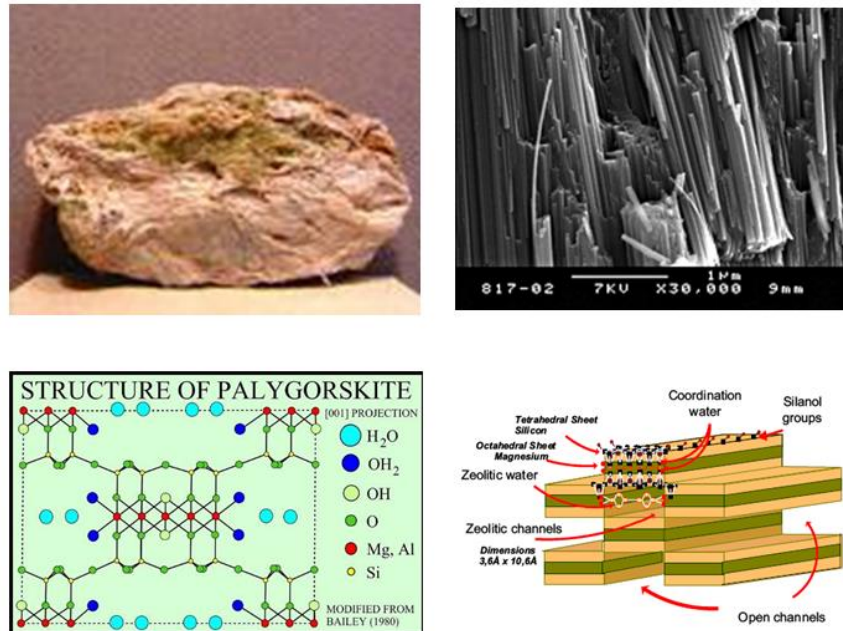 817-02 7KV X30,000 1µm 9mm
STRUCTURE OF PALYGORSKITE
[001] PROJECTION
H₂O
OH₂
OH
O
Mg, Al
Si
MODIFIED FROM
BAILEY (1980)
Coordination
water
Silanol
groups
Tetrahedral Sheet
Silicon
Octahedral Sheet
Magnesium
Zeolitic water
Zeolitic channels
Dimensions
3,6Å x 10,6Å
Open channels